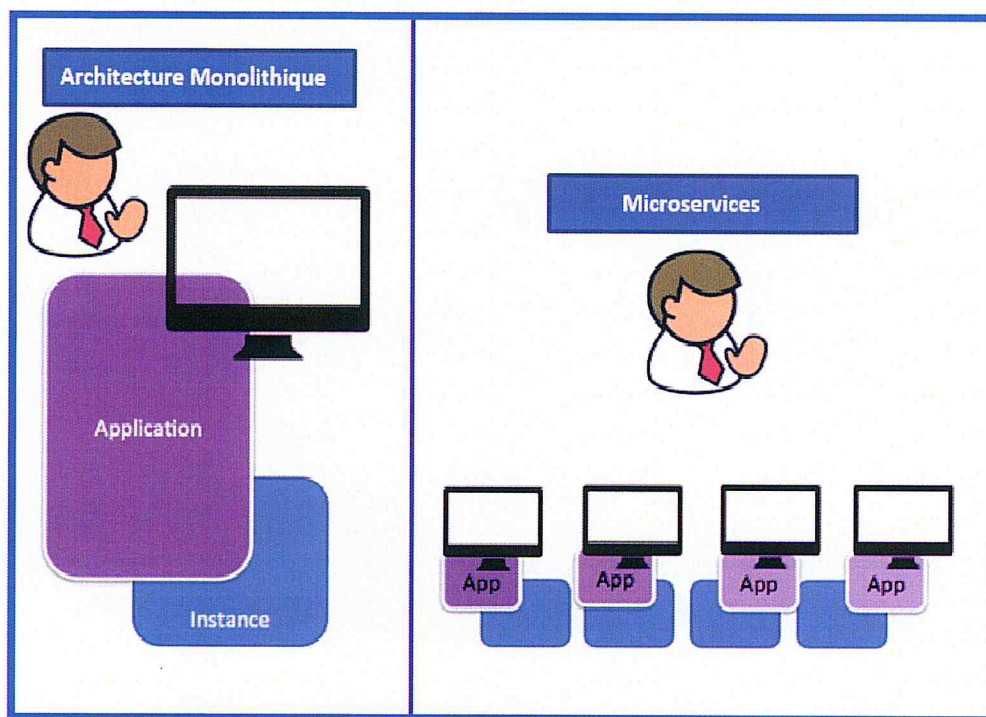 Architecture Monolithique
Application
Instance
Microservices
App
App
App
App